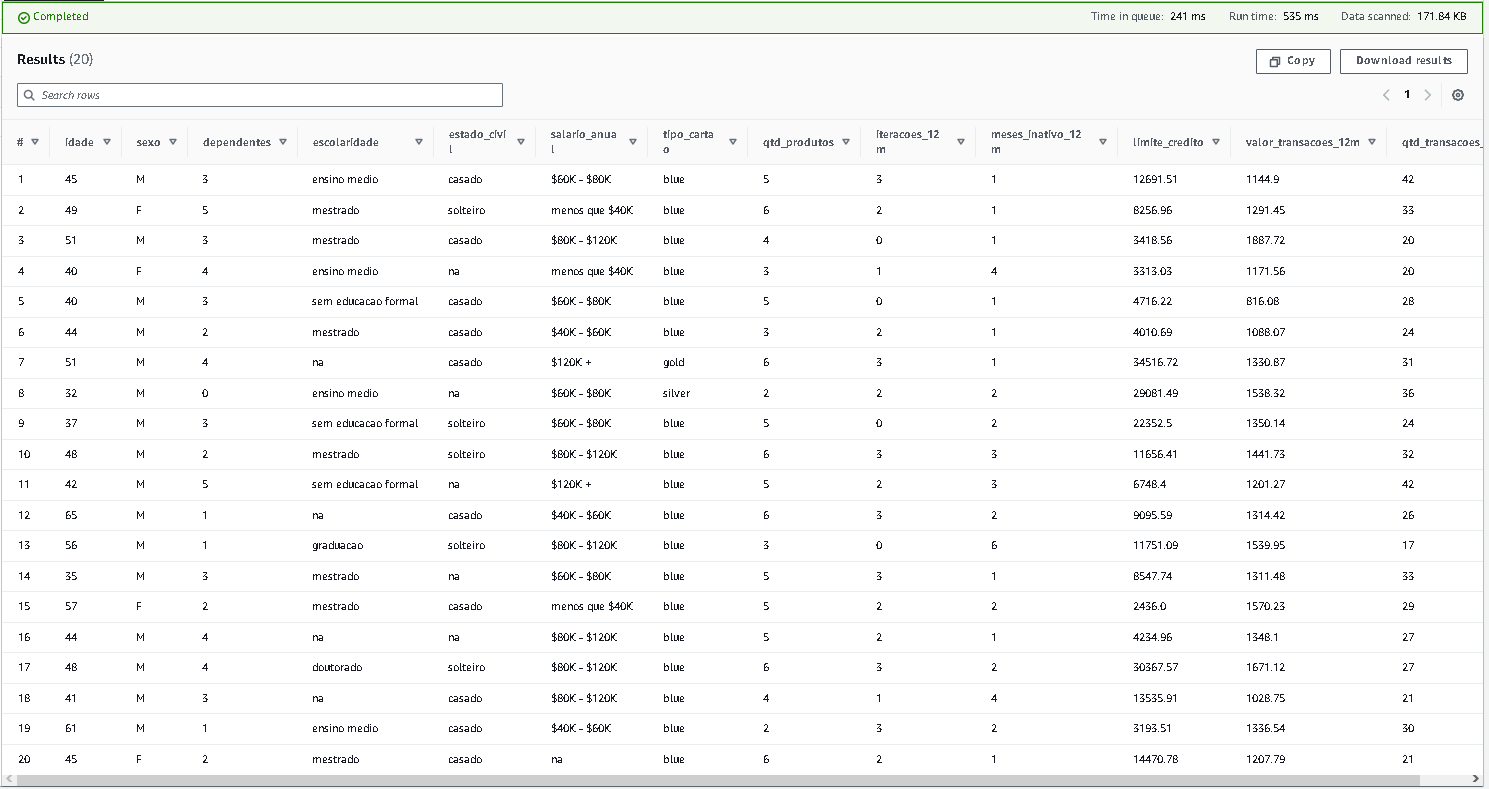 Completed Time in queue: 241 ms Run time: 535 ms Data scanned: 171.84 KB
Results (20) Copy Download results
Search rows 1
# idade sexo dependentes escolaridade estado_civi
l salario_anua
l tipo_carta
o qtd_produtos iteracoes_12
m meses_inativo_12
m limite_credito valor_transacoes_12m qtd_transacoes_
1 45 M 3 ensino medio casado $60K - $80K blue 5 3 1 12691.51 1144.9 42
2 49 F 5 mestrado solteiro menos que $40K blue 6 2 1 8256.96 1291.45 33
3 51 M 3 mestrado casado $80K - $120K blue 4 0 1 3418.56 1887.72 20
4 40 F 4 ensino medio na menos que $40K blue 3 1 4 3313.03 1171.56 20
5 40 M 3 sem educacao formal casado $60K - $80K blue 5 0 1 4716.22 816.08 28
6 44 M 2 mestrado casado $40K - $60K blue 3 2 1 4010.69 1088.07 24
7 51 M 4 na casado $120K + gold 6 3 1 34516.72 1330.87 31
8 32 M 0 ensino medio na $60K - $80K silver 2 2 2 29081.49 1538.32 36
9 37 M 3 sem educacao formal solteiro $60K - $80K blue 5 0 2 22352.5 1350.14 24
10 48 M 2 mestrado solteiro $80K - $120K blue 6 3 3 11656.41 1441.73 32
11 42 M 5 sem educacao formal na $120K + blue 5 2 3 6748.4 1201.27 42
12 65 M 1 na casado $40K - $60K blue 6 3 2 9095.59 1314.42 26
13 56 M 1 graduacao solteiro $80K - $120K blue 3 0 6 11751.09 1539.95 17
14 35 M 3 mestrado na $60K - $80K blue 5 3 1 8547.74 1311.48 33
15 57 F 2 mestrado casado menos que $40K blue 5 2 2 2436.0 1570.23 29
16 44 M 4 na na $80K - $120K blue 5 2 1 4234.96 1348.1 27
17 48 M 4 doutorado solteiro $80K - $120K blue 6 3 2 30367.57 1671.12 27
18 41 M 3 na casado $80K - $120K blue 4 1 4 13535.91 1028.75 21
19 61 M 1 ensino medio casado $40K - $60K blue 2 3 2 3193.51 1336.54 30
20 45 F 2 mestrado casado na blue 6 2 1 14470.78 1207.79 21